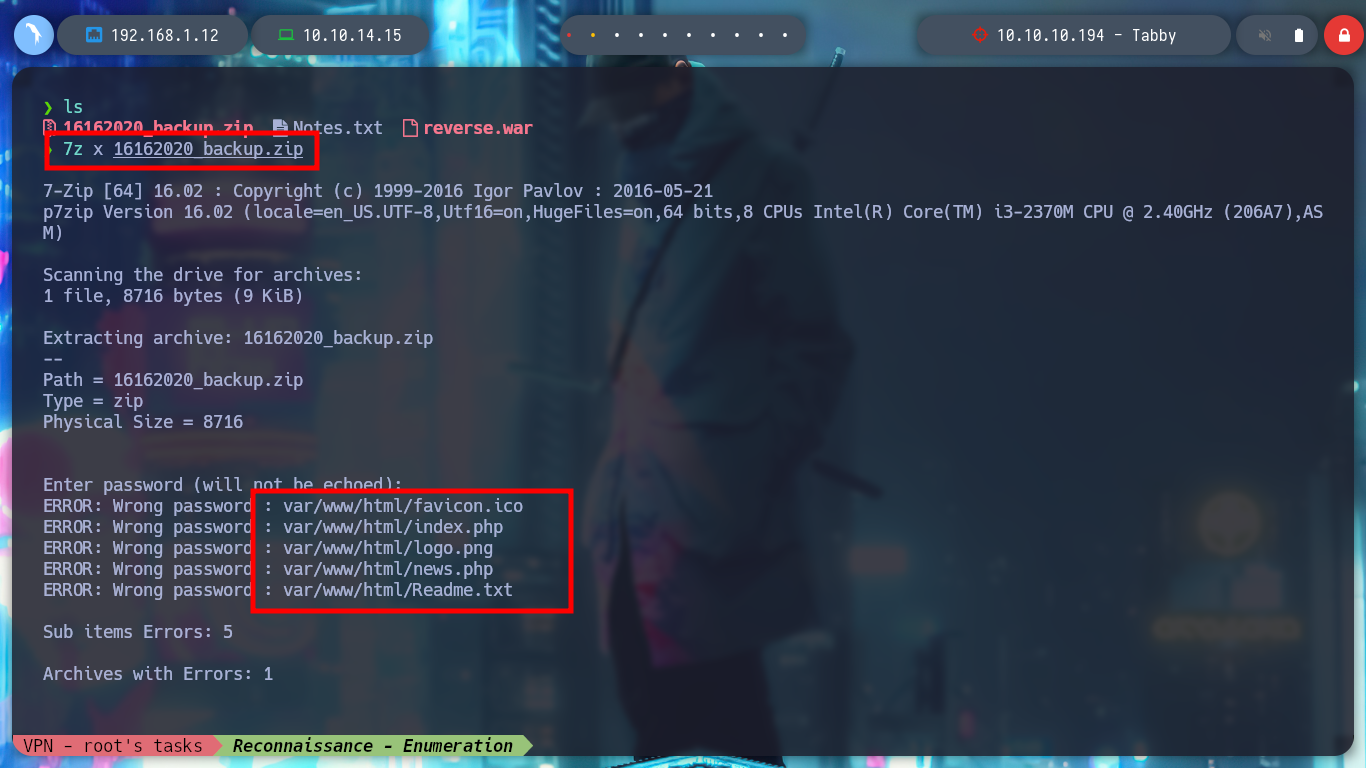 192.168.1.12 10.10.14.15 10.10.10.194 - Tabby
❯ ls
16162020_backup.zip Notes.txt reverse.war
7z x 16162020_backup.zip
7-Zip [64] 16.02 : Copyright (c) 1999-2016 Igor Pavlov : 2016-05-21
p7zip Version 16.02 (locale=en_US.UTF-8,Utf16=on,HugeFiles=on,64 bits,8 CPUs Intel(R) Core(TM) i3-2370M CPU @ 2.40GHz (206A7),AS
M)
Scanning the drive for archives:
1 file, 8716 bytes (9 KiB)
Extracting archive: 16162020_backup.zip
--
Path = 16162020_backup.zip
Type = zip
Physical Size = 8716
Enter password (will not be echoed):
ERROR: Wrong password : var/www/html/favicon.ico
ERROR: Wrong password : var/www/html/index.php
ERROR: Wrong password : var/www/html/logo.png
ERROR: Wrong password : var/www/html/news.php
ERROR: Wrong password : var/www/html/Readme.txt
Sub items Errors: 5
Archives with Errors: 1
VPN - root's tasks Reconnaissance - Enumeration